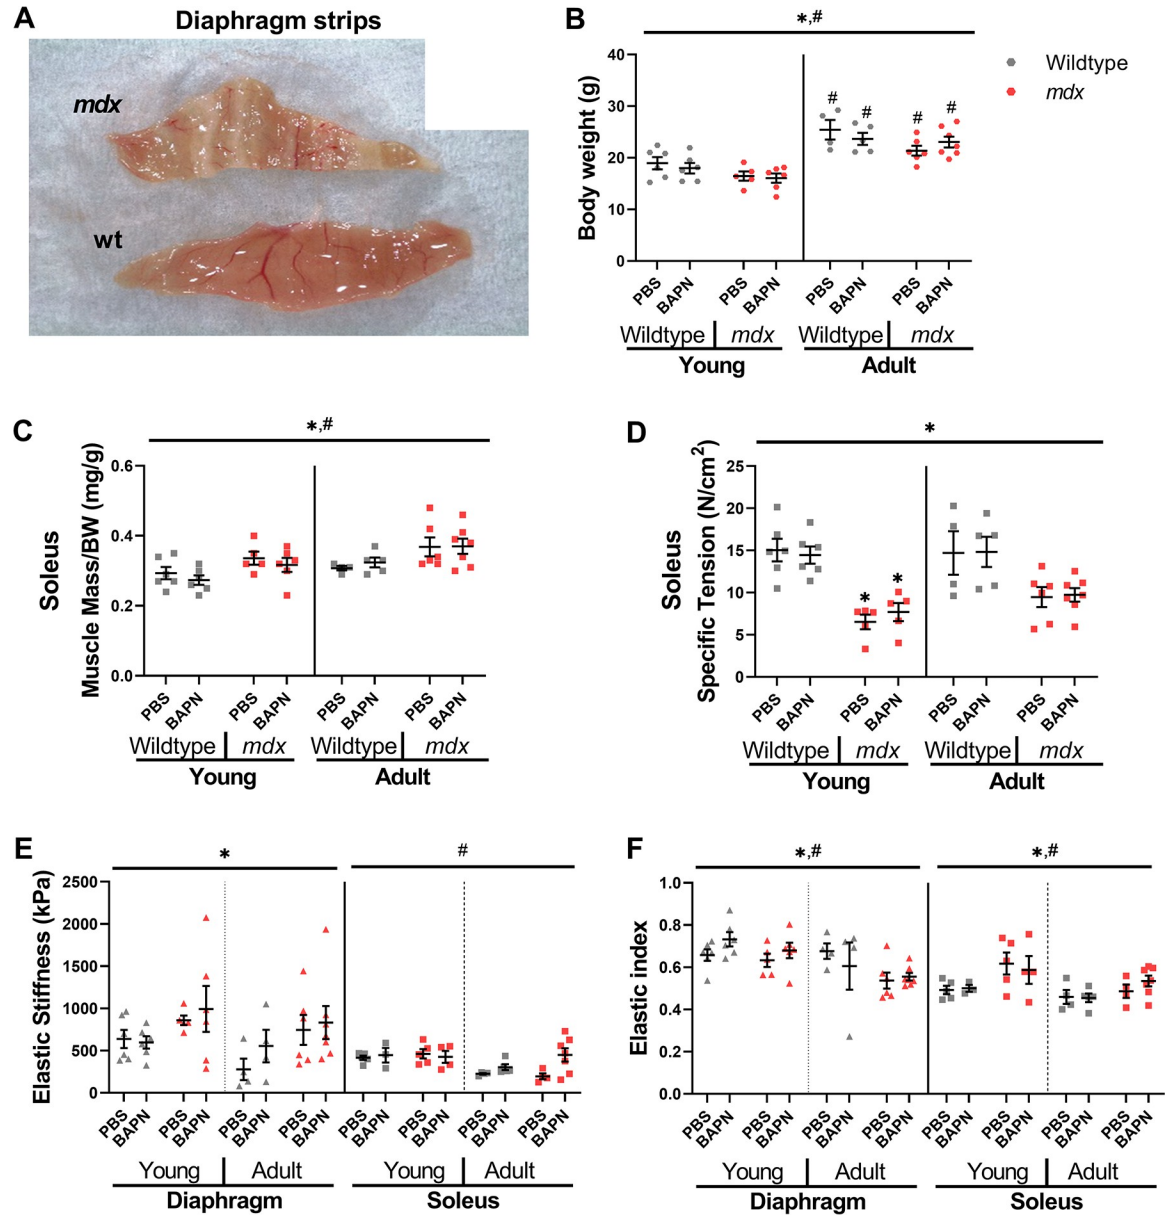 A
Diaphragm strips
mdx
wt
B
*,#
Body weight (g)
40
30
20
10
0
# # # #
PBS BAPN PBS BAPN PBS BAPN PBS BAPN
Wildtype mdx Wildtype mdx
Young Adult
Wildtype
mdx
C
*,#
Soleus
Muscle Mass/BW (mg/g)
0.6
0.4
0.2
0.0
PBS BAPN PBS BAPN PBS BAPN PBS BAPN
Wildtype mdx Wildtype mdx
Young Adult
D
*
Soleus
Specific Tension (N/cm²)
25
20
15
10
5
0
* *
PBS BAPN PBS BAPN PBS BAPN PBS BAPN
Wildtype mdx Wildtype mdx
Young Adult
E
* #
Elastic Stiffness (kPa)
2500
2000
1500
1000
500
0
PBS BAPN PBS BAPN PBS BAPN PBS BAPN PBS BAPN PBS BAPN PBS BAPN PBS BAPN
Young Adult Young Adult
Diaphragm Soleus
F
*,# *,#
Elastic index
1.0
0.8
0.6
0.4
0.2
0.0
PBS BAPN PBS BAPN PBS BAPN PBS BAPN PBS BAPN PBS BAPN PBS BAPN PBS BAPN
Young Adult Young Adult
Diaphragm Soleus